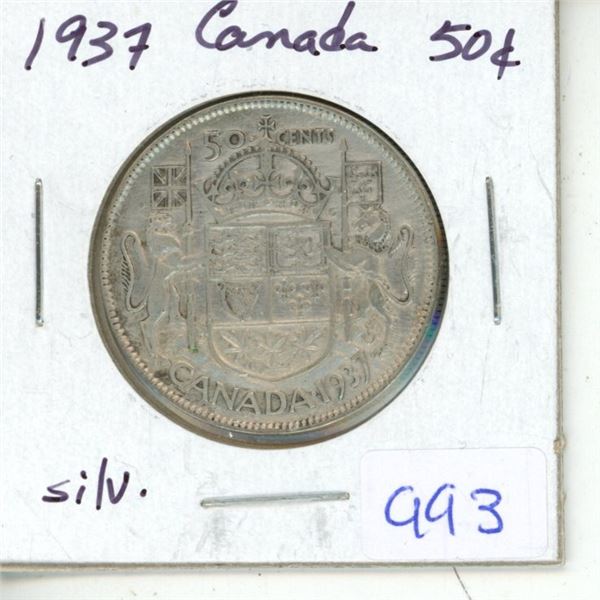 1937 Canada 50¢
50 CENTS
CANADA 1937
silv.
993